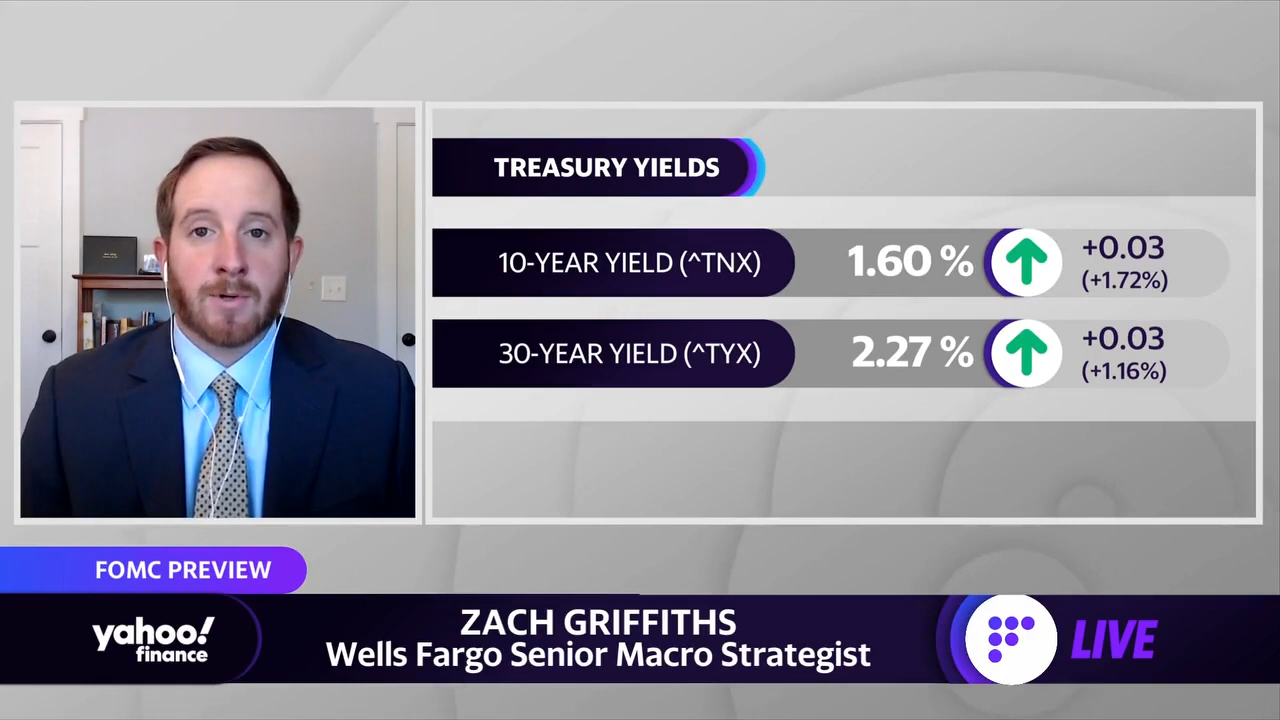 TREASURY YIELDS
10-YEAR YIELD (^TNX)
1.60 %
+0.03
(+1.72%)
30-YEAR YIELD (^TYX)
2.27 %
+0.03
(+1.16%)
FOMC PREVIEW
yahoo!
finance
ZACH GRIFFITHS
Wells Fargo Senior Macro Strategist
LIVE